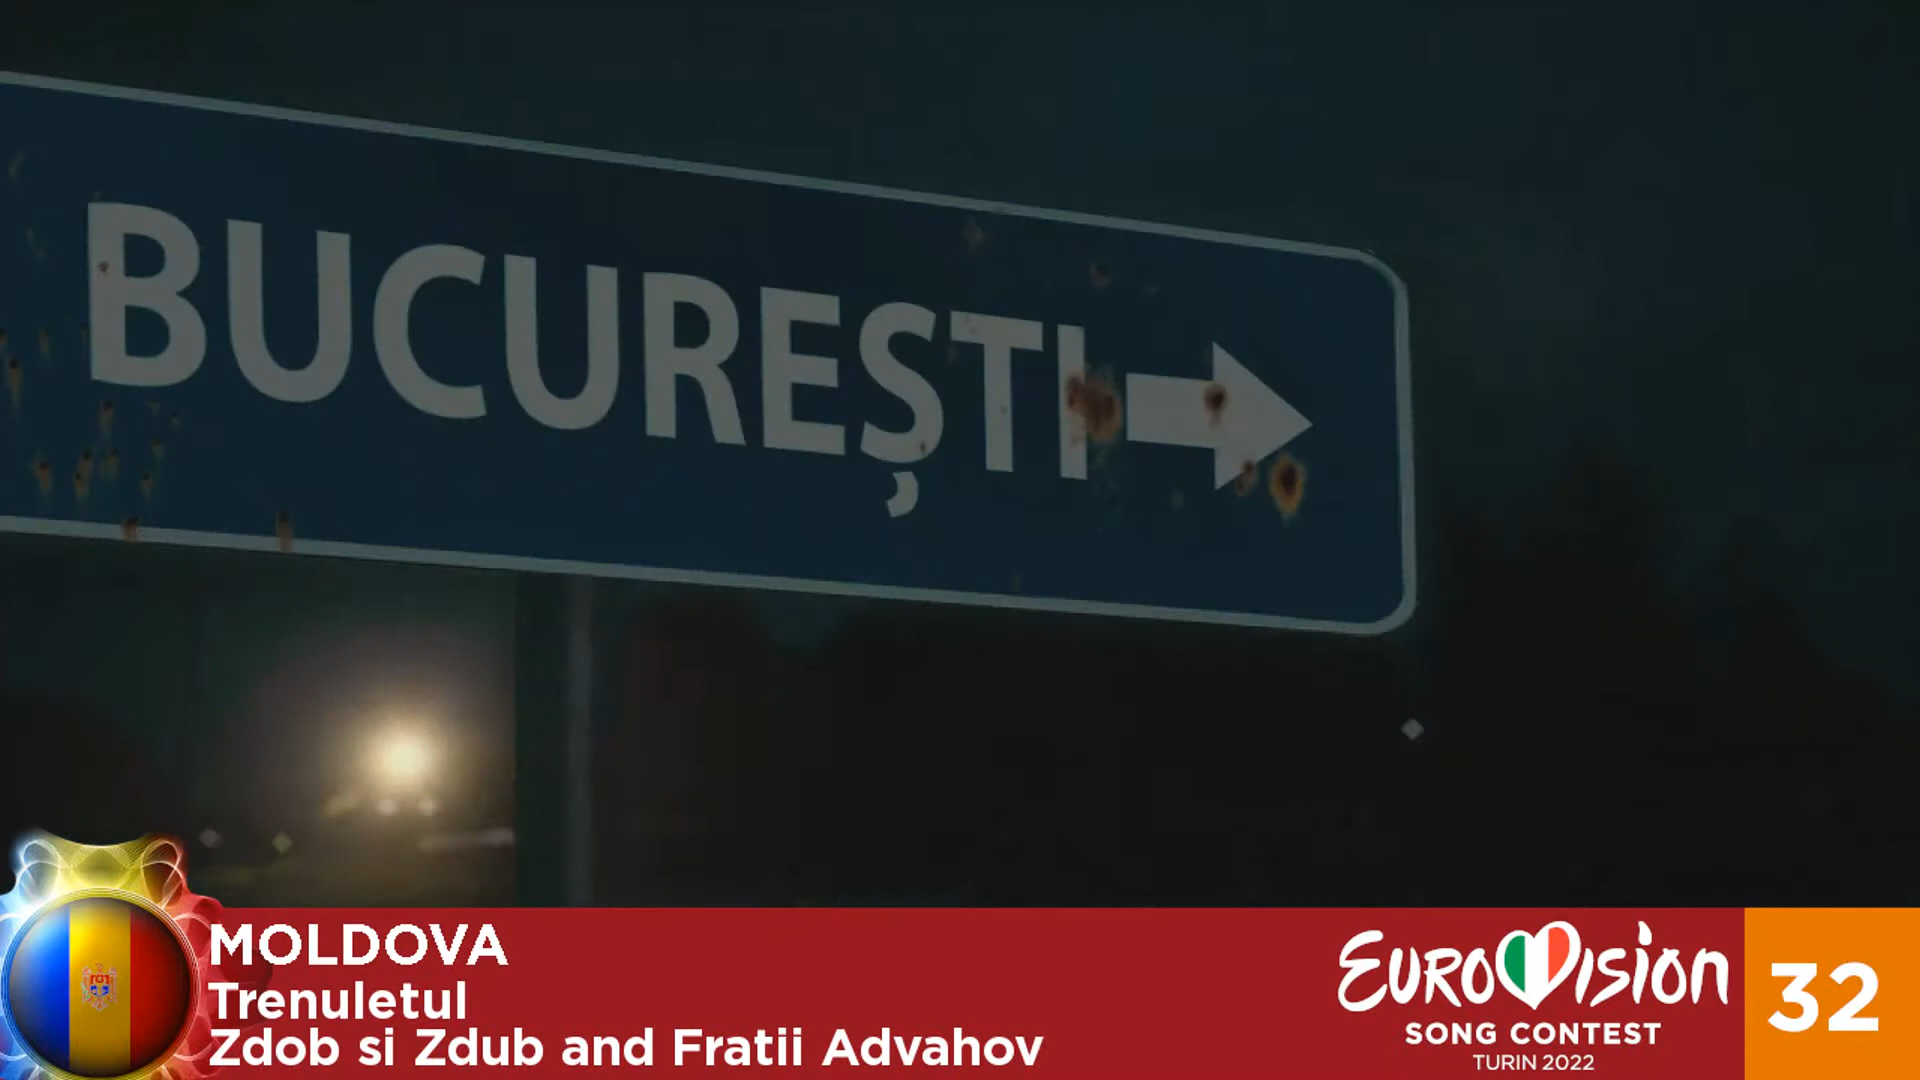 BUCUREȘTI
MOLDOVA
Trenuletul
Zdob si Zdub and Fratii Advahov
EUROVISION
SONG CONTEST
TURIN 2022
32